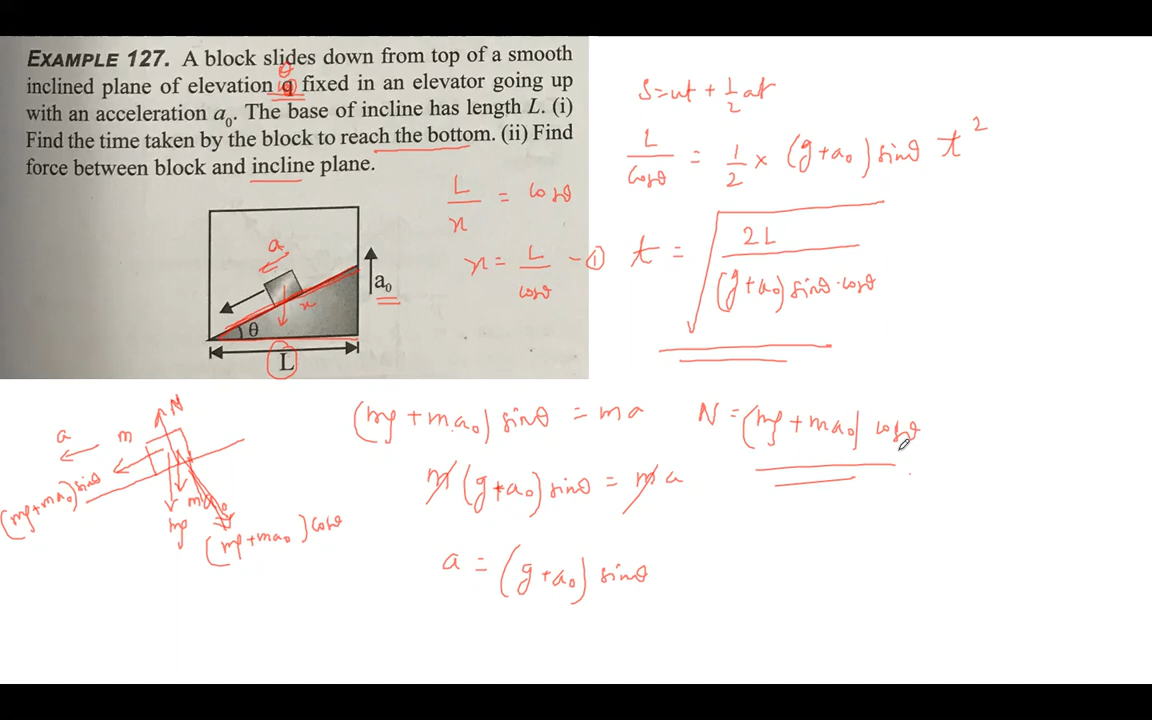 EXAMPLE 127. A block slides down from top of a smooth
θ
inclined plane of elevation q fixed in an elevator going up
with an acceleration a₀. The base of incline has length L. (i)
Find the time taken by the block to reach the bottom. (ii) Find
force between block and incline plane.
L/x = cosθ
x = L/cosθ - ①
a
x
θ
a₀
L
S = ut + 1/2 at²
L/cosθ = 1/2 × (g+a₀) sinθ t²
t = √(2L/((g+a₀) sinθ·cosθ))
N
a
m
(mg+ma₀) sinθ
mg
ma₀
(mg+ma₀) cosθ
(mg+ma₀) sinθ = ma
m(g+a₀) sinθ = ma
a = (g+a₀) sinθ
N = (mg+ma₀) cosθ